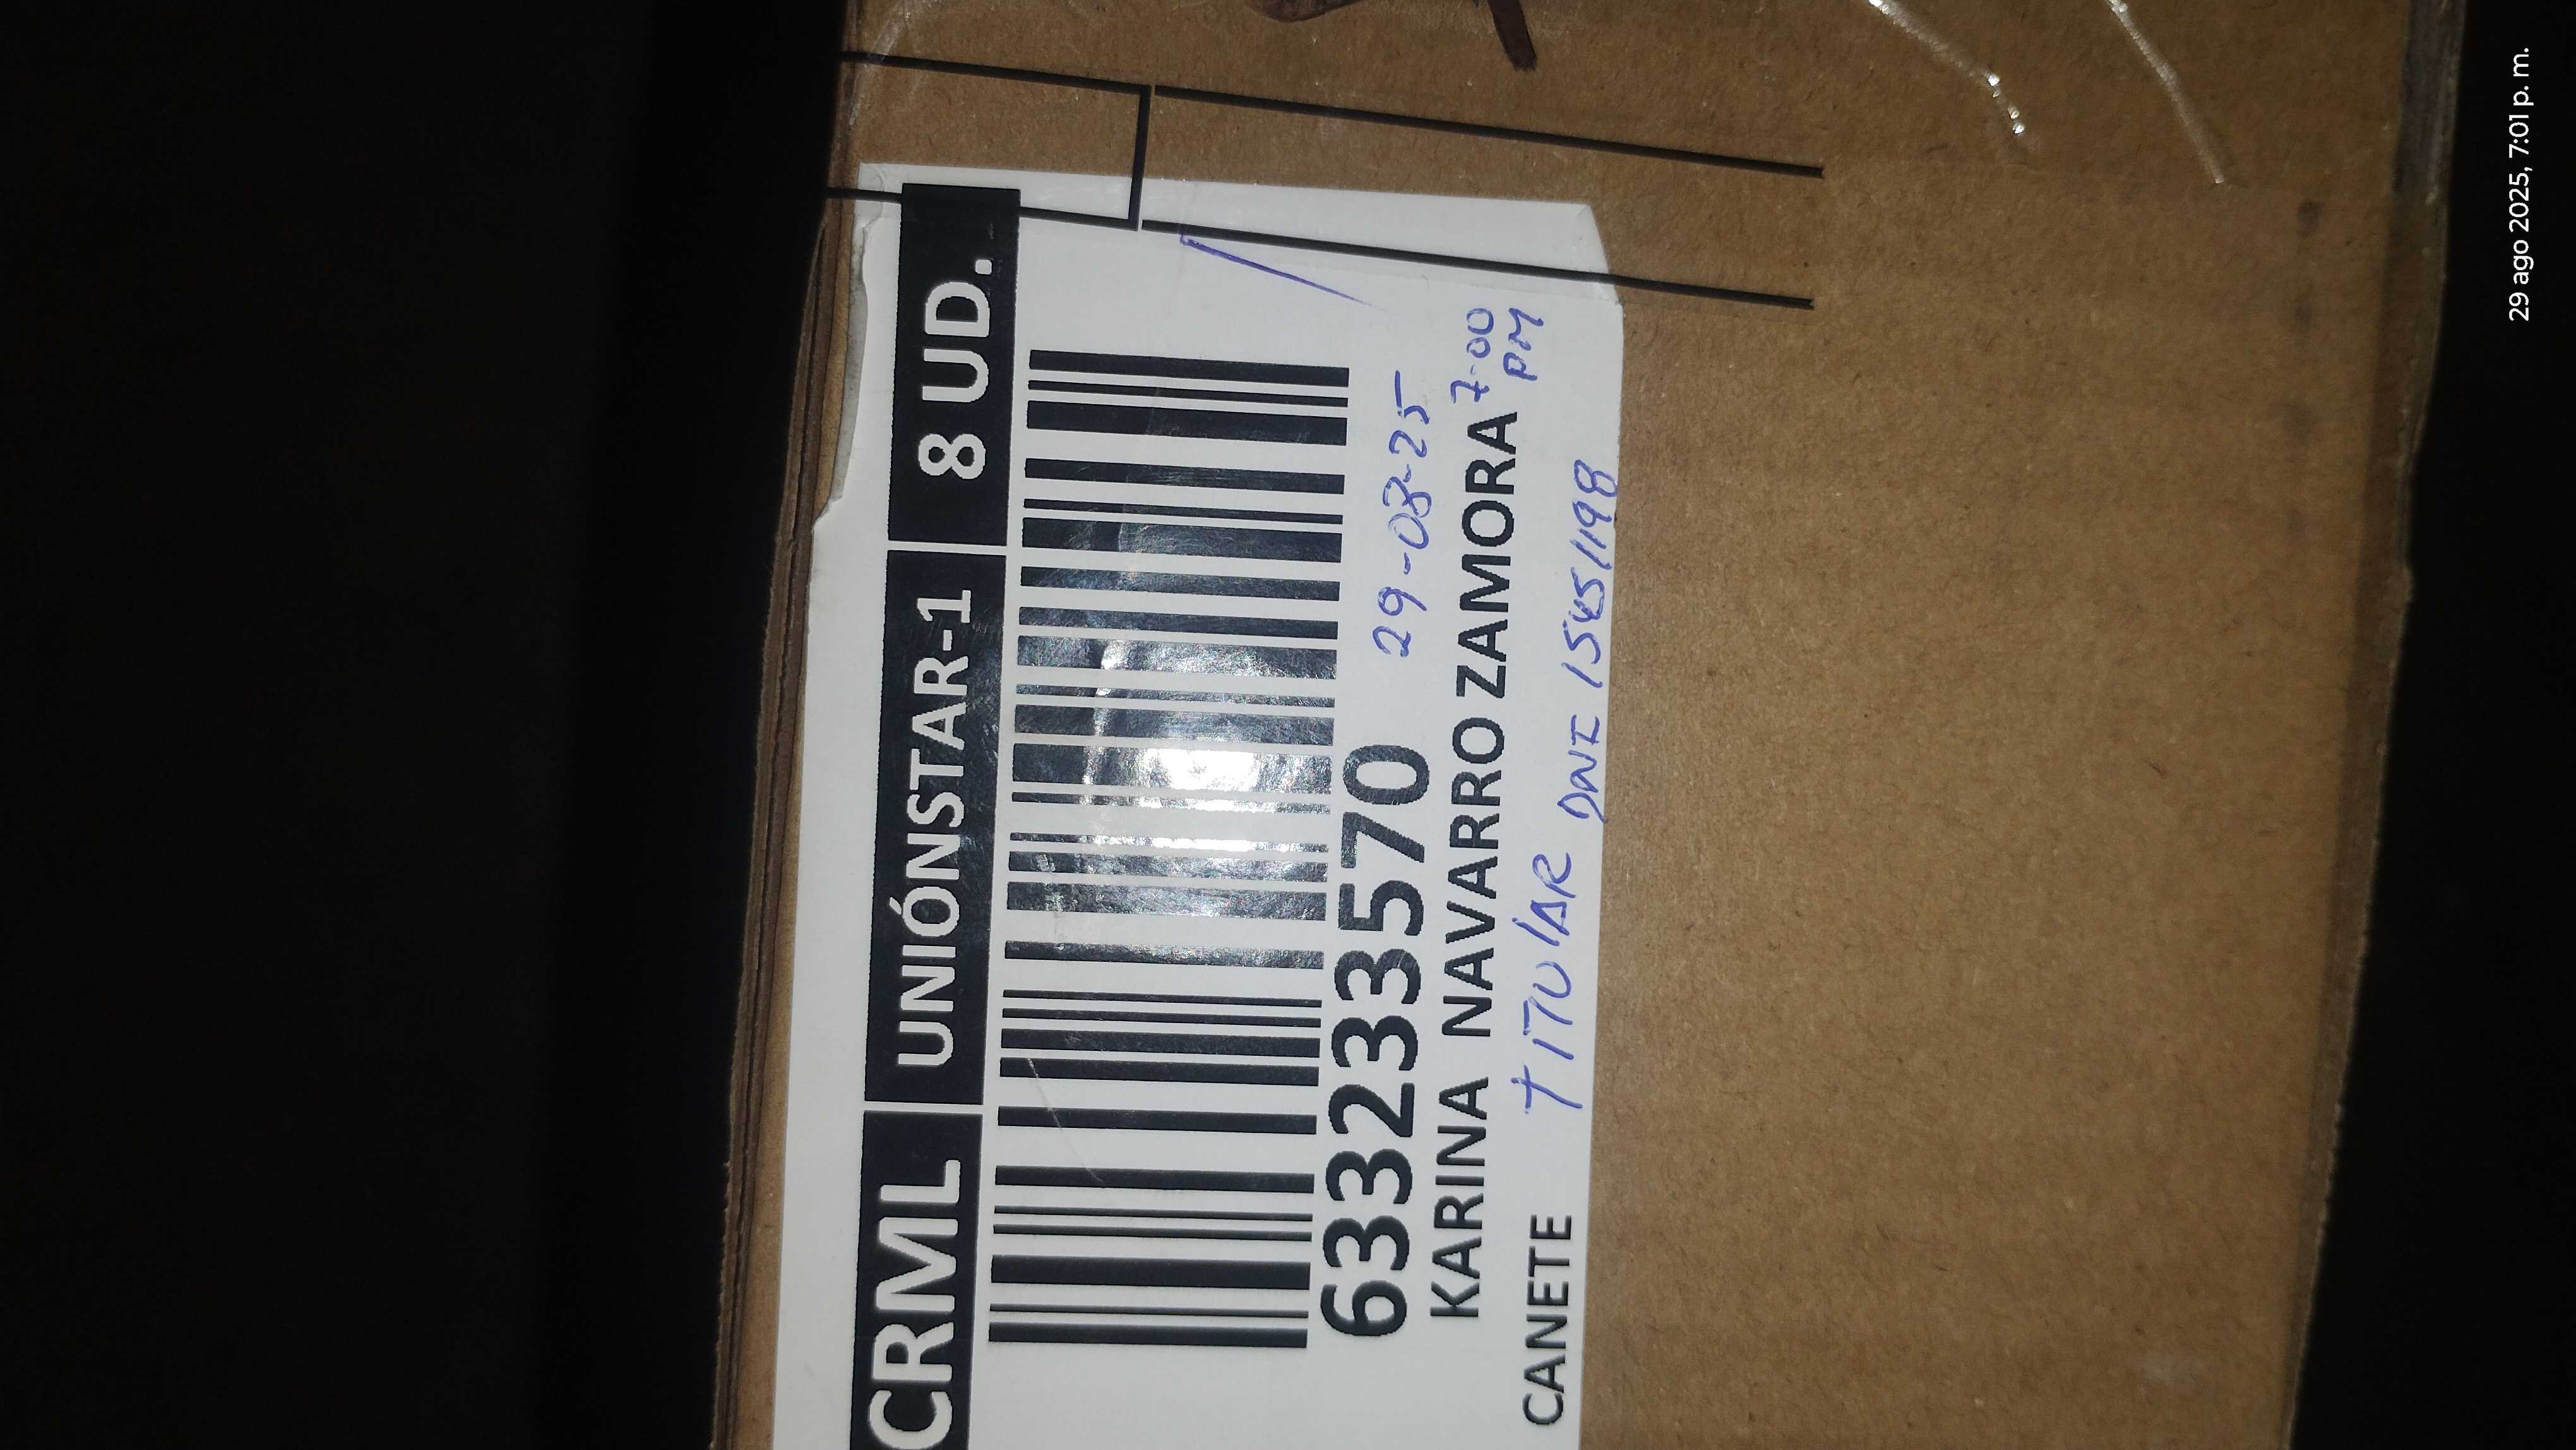 CRML UNIÓNSTAR-1 8 UD.
633233570
29-08-25
KARINA NAVARRO ZAMORA
7-00
PM
CANETE
TITULAR DNI 15451198
29 ago 2025, 7:01 p. m.